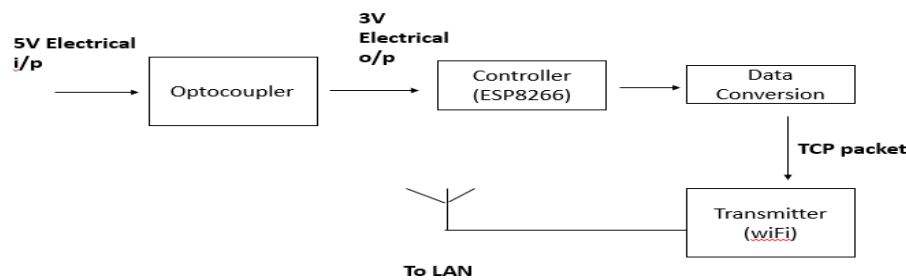 5V Electrical
i/p
Optocoupler
3V
Electrical
o/p
Controller
(ESP8266)
Data
Conversion
TCP packet
Transmitter
(wiFi)
To LAN